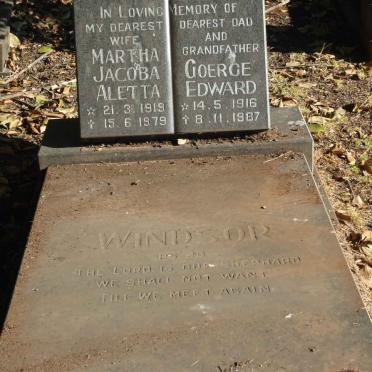 IN LOVING
MY DEAREST
WIFE
MARTHA
JACOBA
ALETTA
☆ 21.3.1919
✝ 15.6.1979
MEMORY OF
DEAREST DAD
AND
GRANDFATHER
GOERGE
EDWARD
☆ 14.5.1916
✝ 8.11.1987
WINDSOR
THE LORD IS OUR SHEPHARD
WE SHALL NOT WANT
TILL WE MEET AGAIN